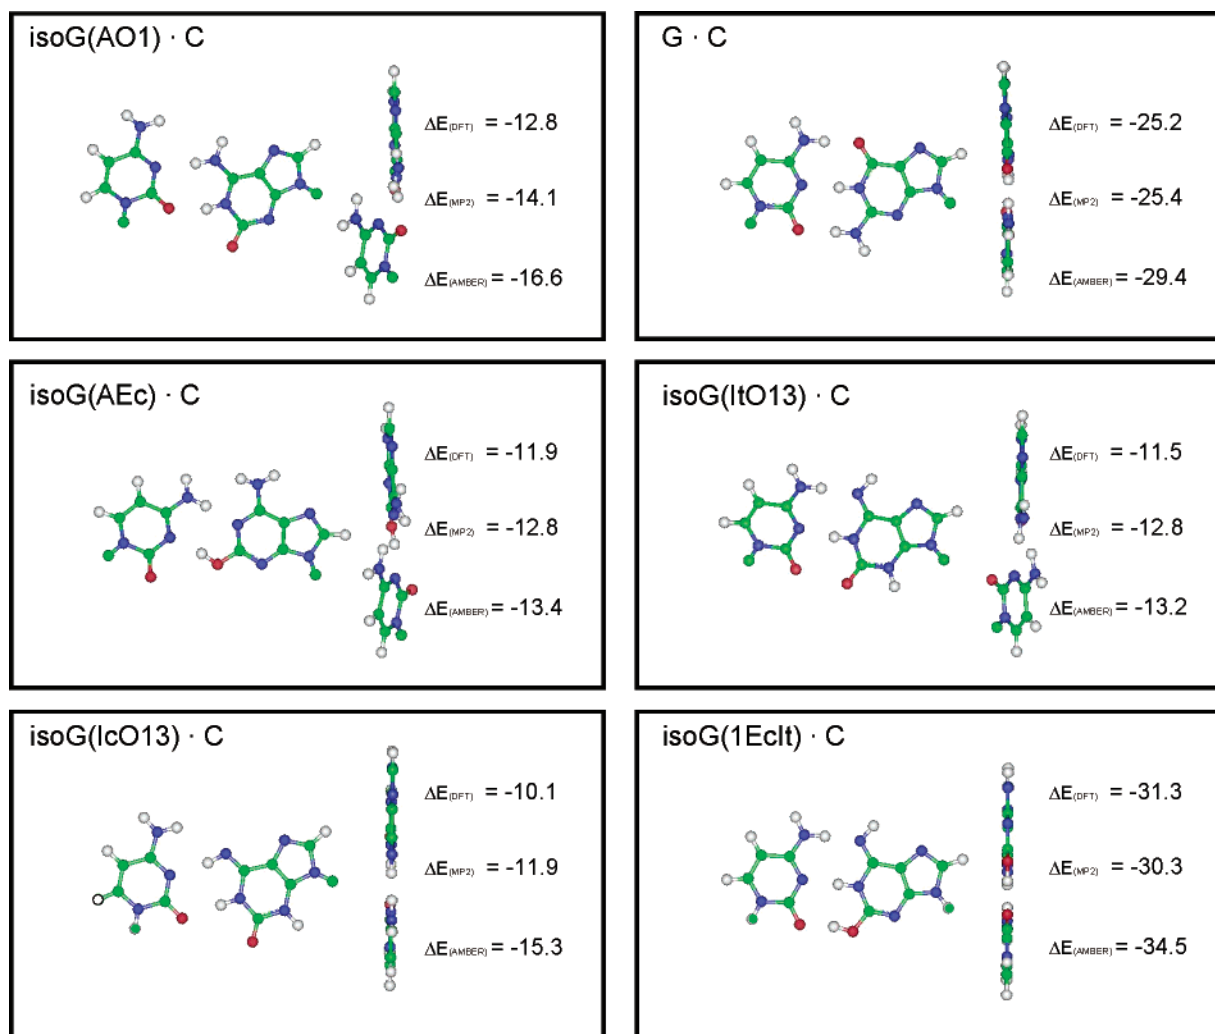 isoG(AO1) · C
ΔE(DFT) = -12.8
ΔE(MP2) = -14.1
ΔE(AMBER) = -16.6
G · C
ΔE(DFT) = -25.2
ΔE(MP2) = -25.4
ΔE(AMBER) = -29.4
isoG(AEc) · C
ΔE(DFT) = -11.9
ΔE(MP2) = -12.8
ΔE(AMBER) = -13.4
isoG(ItO13) · C
ΔE(DFT) = -11.5
ΔE(MP2) = -12.8
ΔE(AMBER) = -13.2
isoG(IcO13) · C
ΔE(DFT) = -10.1
ΔE(MP2) = -11.9
ΔE(AMBER) = -15.3
isoG(1EcIt) · C
ΔE(DFT) = -31.3
ΔE(MP2) = -30.3
ΔE(AMBER) = -34.5